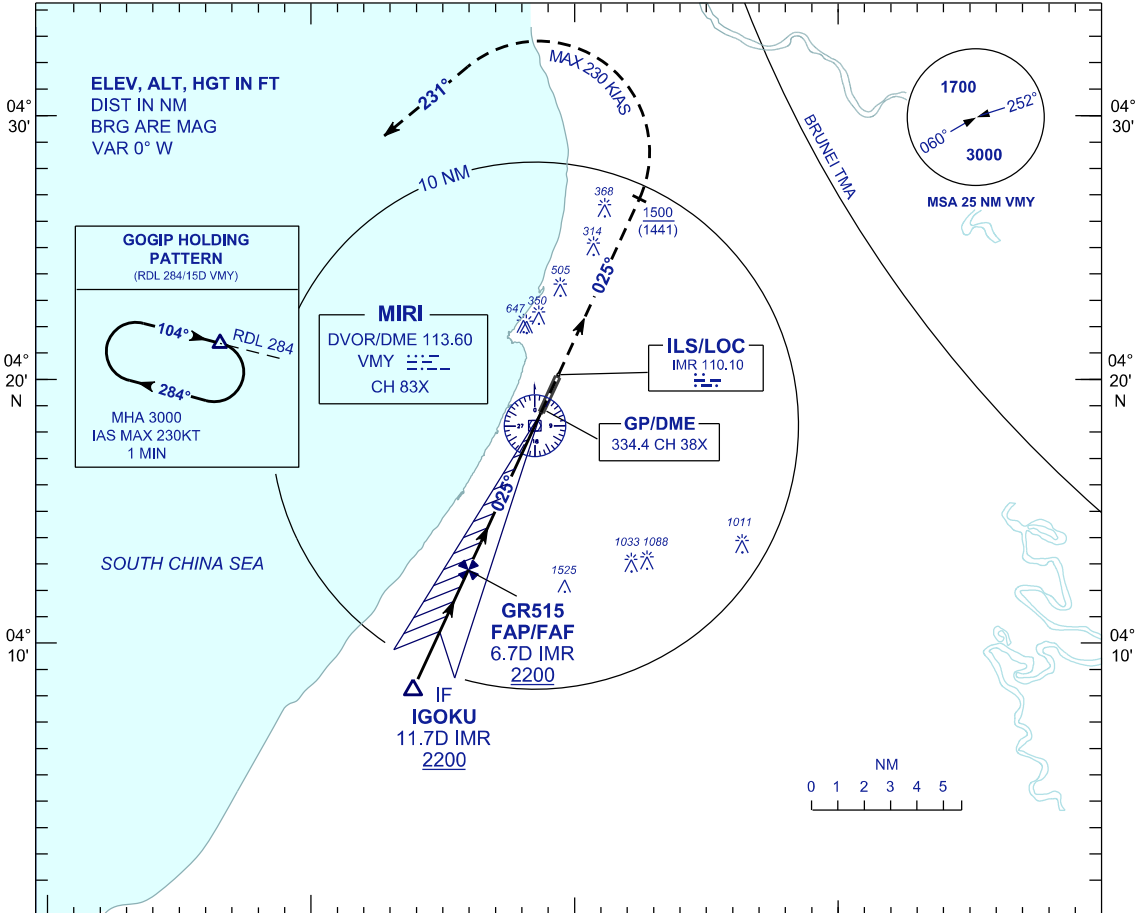 ELEV, ALT, HGT IN FT
DIST IN NM
BRG ARE MAG
VAR 0° W
04°
30'
231°
MAX 230 KIAS
BRUNEI TMA
1700
252°
060°
3000
MSA 25 NM VMY
04°
30'
10 NM
368
1500
(1441)
314
505
350
647
025°
GOGIP HOLDING
PATTERN
(RDL 284/15D VMY)
104°
RDL 284
284°
MHA 3000
IAS MAX 230KT
1 MIN
MIRI
DVOR/DME 113.60
VMY
CH 83X
ILS/LOC
IMR 110.10
GP/DME
334.4 CH 38X
04°
20'
N
04°
20'
N
0
27
9
18
025°
SOUTH CHINA SEA
1011
1033 1088
1525
GR515
FAP/FAF
6.7D IMR
2200
04°
10'
04°
10'
IF
IGOKU
11.7D IMR
2200
NM
0 1 2 3 4 5